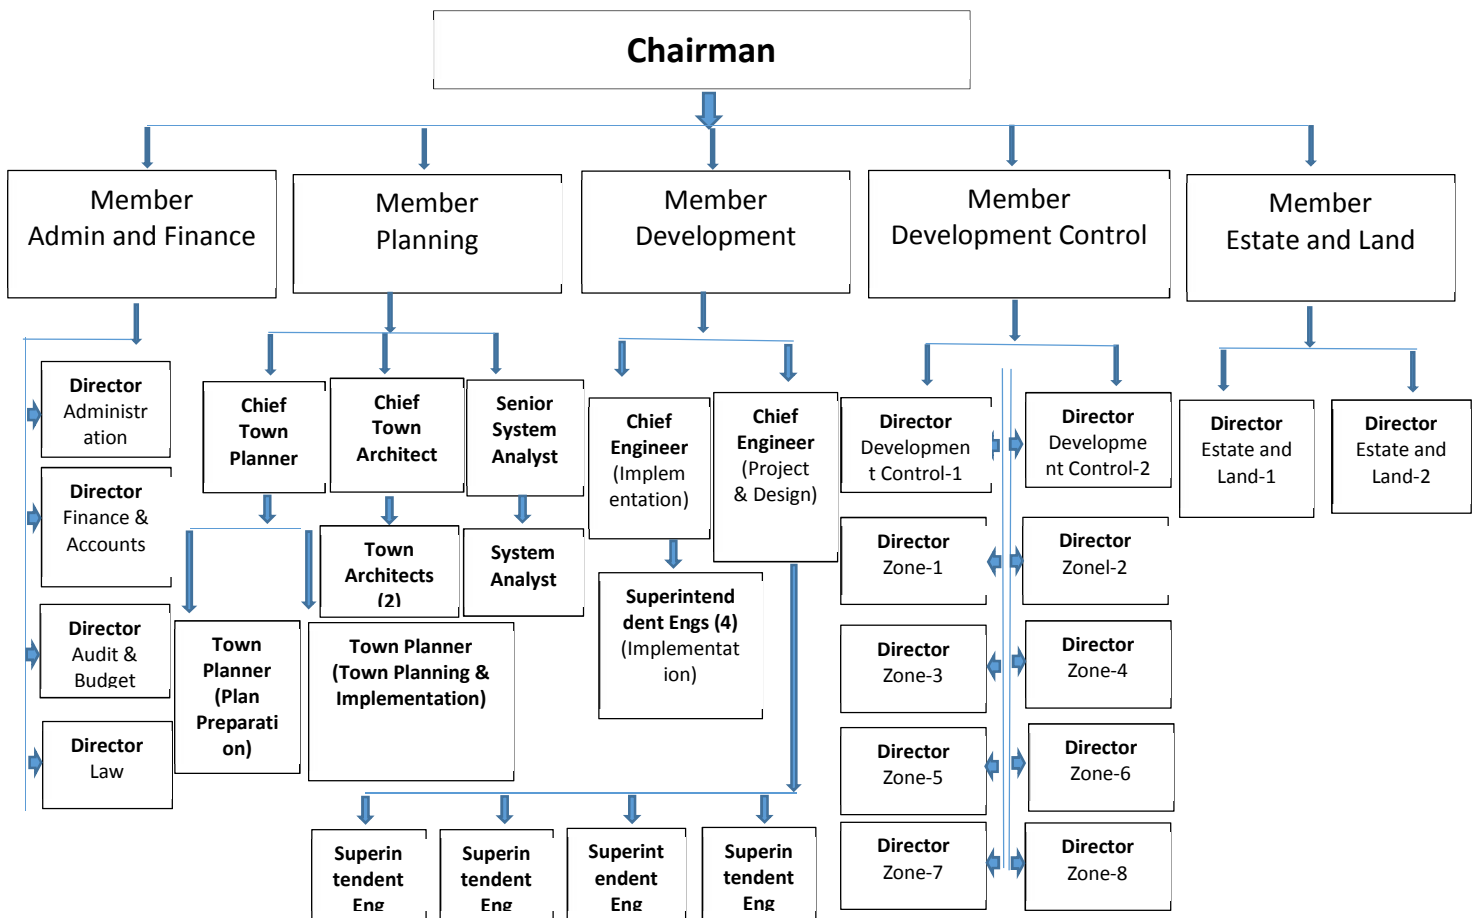 Chairman
Member
Admin and Finance
Member
Planning
Member
Development
Member
Development Control
Member
Estate and Land
Director
Administr
ation
Director
Finance &
Accounts
Director
Audit &
Budget
Director
Law
Chief
Town
Planner
Chief
Town
Architect
Senior
System
Analyst
Town
Architects
(2)
System
Analyst
Town
Planner
(Plan
Preparati
on)
Town Planner
(Town Planning &
Implementation)
Chief
Engineer
(Implem
entation)
Chief
Engineer
(Project
& Design)
Superintend
dent Engs (4)
(Implementat
ion)
Superin
tendent
Eng
Superin
tendent
Eng
Superint
endent
Eng
Superin
tendent
Eng
Director
Developmen
t Control-1
Director
Developme
nt Control-2
Director
Zone-1
Director
Zonel-2
Director
Zone-3
Director
Zone-4
Director
Zone-5
Director
Zone-6
Director
Zone-7
Director
Zone-8
Director
Estate and
Land-1
Director
Estate and
Land-2